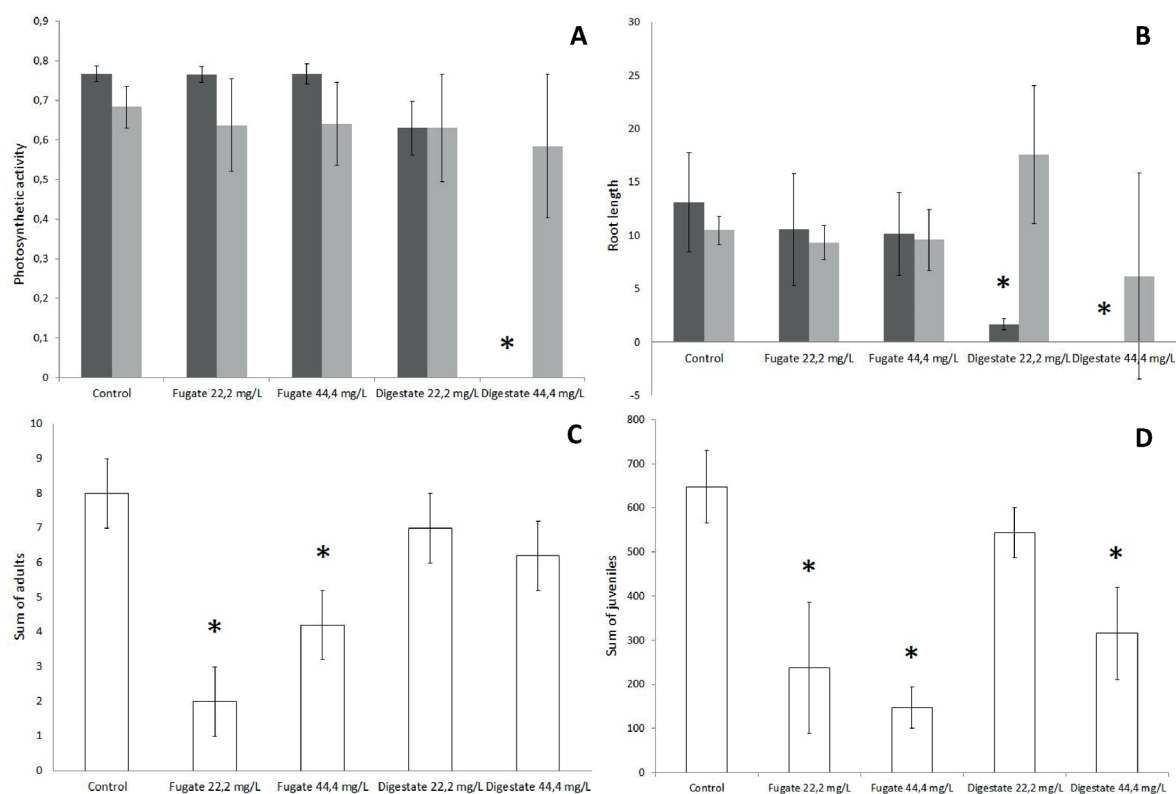 A
0,9
0,8
0,7
0,6
0,5
0,4
0,3
0,2
0,1
0
Photosynthetic activity
*
Control
Fugate 22,2 mg/L
Fugate 44,4 mg/L
Digestate 22,2 mg/L
Digestate 44,4 mg/L
B
30
25
20
15
10
5
0
-5
Root length
*
*
Control
Fugate 22,2 mg/L
Fugate 44,4 mg/L
Digestate 22,2 mg/L
Digestate 44,4 mg/L
C
10
9
8
7
6
5
4
3
2
1
0
Sum of adults
*
*
Control
Fugate 22,2 mg/L
Fugate 44,4 mg/L
Digestate 22,2 mg/L
Digestate 44,4 mg/L
D
800
700
600
500
400
300
200
100
0
Sum of juveniles
*
*
*
Control
Fugate 22,2 mg/L
Fugate 44,4 mg/L
Digestate 22,2 mg/L
Digestate 44,4 mg/L